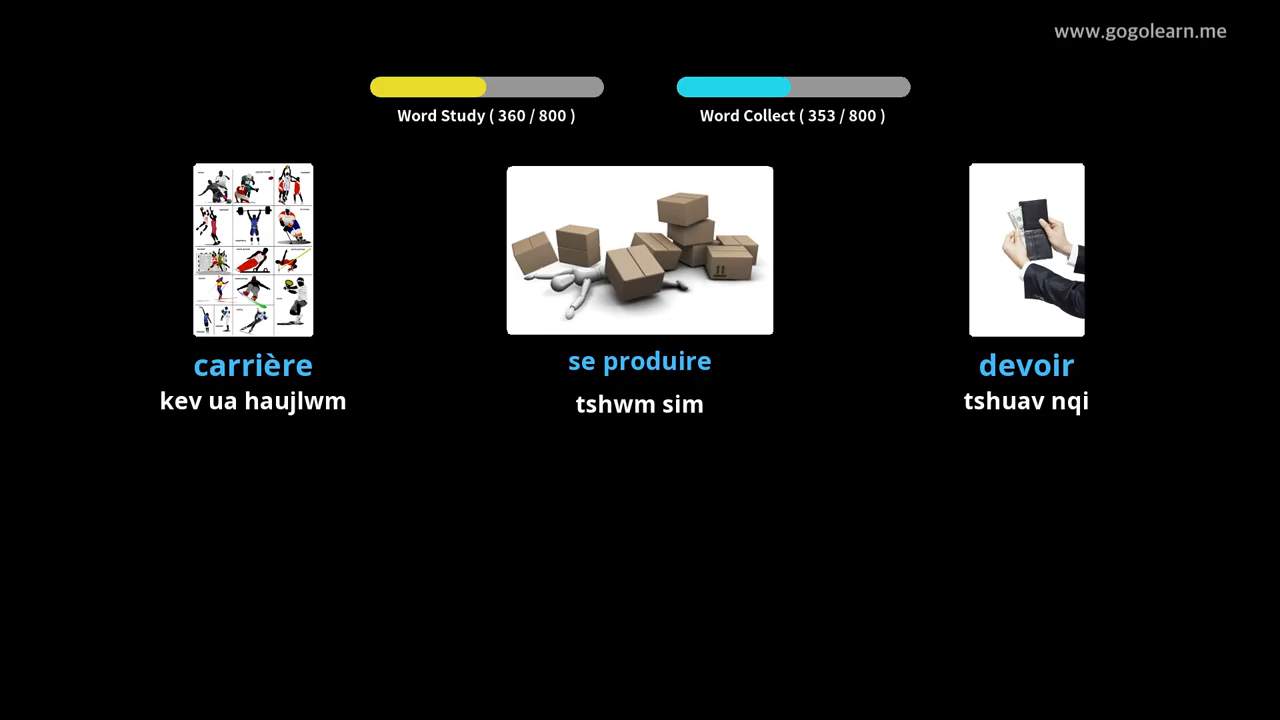 www.gogolearn.me
Word Study ( 360 / 800 )
Word Collect ( 353 / 800 )
carrière
kev ua haujlwm
se produire
tshwm sim
devoir
tshuav nqi